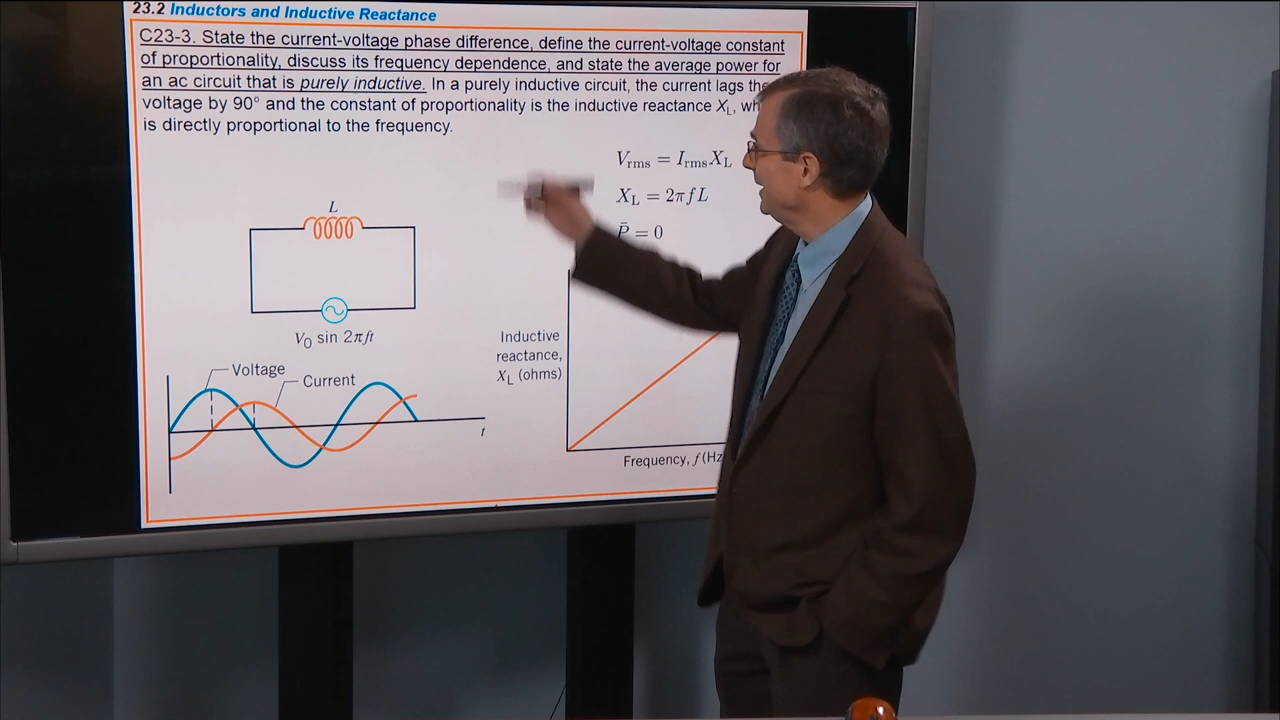 23.2 Inductors and Inductive Reactance
C23-3. State the current-voltage phase difference, define the current-voltage constant
of proportionality, discuss its frequency dependence, and state the average power for
an ac circuit that is purely inductive. In a purely inductive circuit, the current lags the
voltage by 90° and the constant of proportionality is the inductive reactance X_L,
is directly proportional to the frequency.
V_rms = I_rms X_L
X_L = 2πfL
P̄ = 0
L
V_0 sin 2πft
Voltage
Current
t
Inductive
reactance,
X_L (ohms)
Frequency, f (Hz